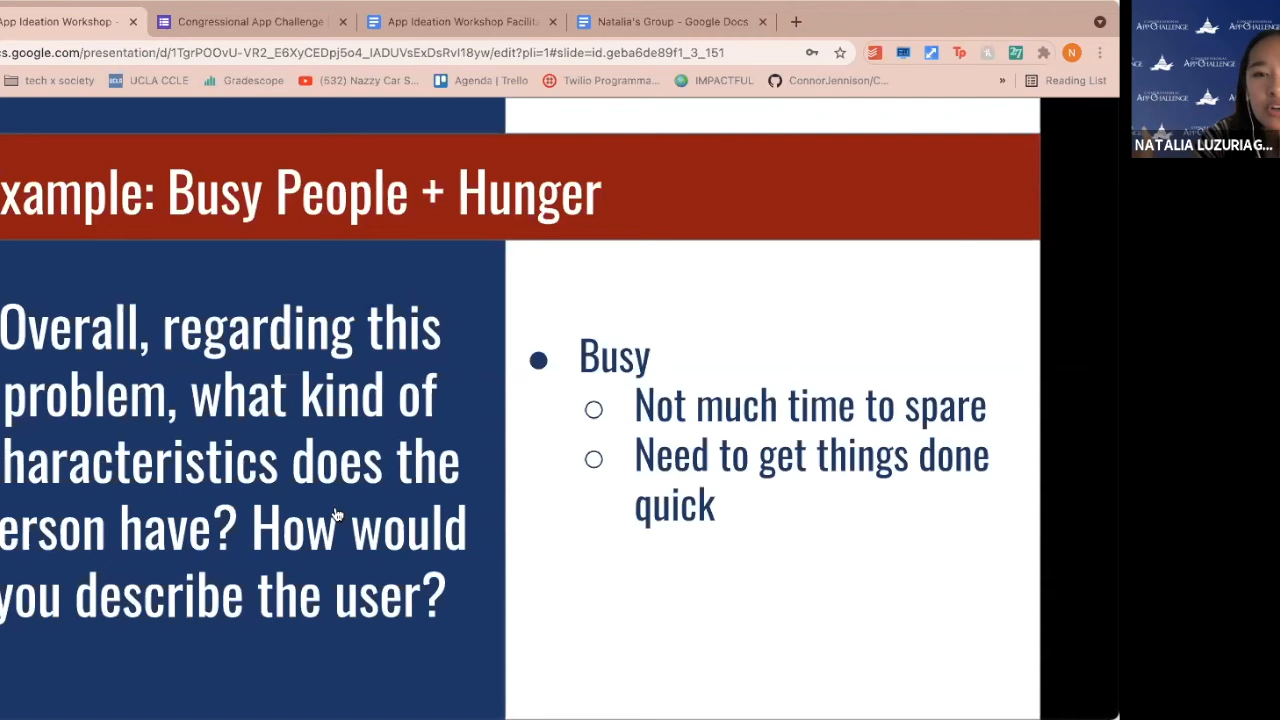 App Ideation Workshop -
Congressional App Challenge
App Ideation Workshop Facilita
Natalia's Group - Google Docs
cs.google.com/presentation/d/1TgrPOOvU-VR2_E6XyCEDpj5o4_IADUVsExDsRvI18yw/edit?pli=1#slide=id.geba6de89f1_3_151
tech x society
UCLA CCLE
Gradescope
(532) Nazzy Car S...
Agenda | Trello
Twilio Programma...
IMPACTFUL
ConnorJennison/C...
»
Reading List
xample: Busy People + Hunger
Overall, regarding this
problem, what kind of
haracteristics does the
erson have? How would
you describe the user?
● Busy
○ Not much time to spare
○ Need to get things done
quick
APP CHALLENGE
NATALIA LUZURIAG...